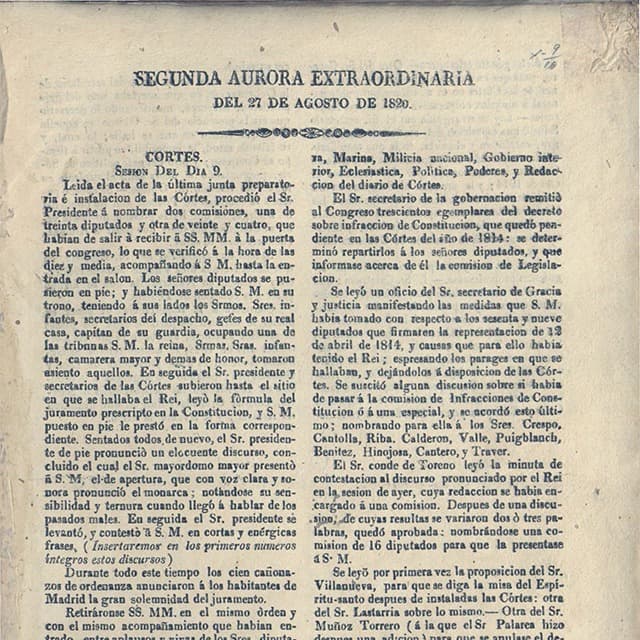 SEGUNDA AURORA EXTRAORDINARIA
DEL 27 DE AGOSTO DE 1820.
CORTES.
SESION DEL DIA 9.
Leida el acta de la última junta preparato-
ria é instalacion de las Córtes, procedió el Sr.
Presidente á nombrar dos comisiones, una de
treinta diputados y otra de veinte y cuatro, que
habian de salir á recibir á SS. MM. á la puerta
del congreso, lo que se verificó á la hora de las
diez y media, acompañando á S M. hasta la en-
trada en el salon. Los señores diputados se pu-
sieron en pie; y habiéndose sentado S. M. en su
trono, teniendo á sus lados los Srmos. Sres. in-
fantes, secretarios del despacho, gefes de su real
casa, capitan de su guardia, ocupando una de
las tribunas S. M. la reina, Srmas. Sras. infan-
tas, camarera mayor y demas de honor, tomaron
asiento aquellos. En seguida el Sr. presidente y
secretarios de las Córtes subieron hasta el sitio
en que se hallaba el Rei, leyò la fòrmula del
juramento prescripto en la Constitucion, y S. M.
puesto en pie le prestó en la forma correspon-
diente. Sentados todos de nuevo, el Sr. presiden-
te de pie pronunció un elocuente discurso, con-
cluido el cual el Sr. mayordomo mayor presentò
á S. M. el de apertura, que con voz clara y so-
nora pronunció el monarca; notándose su sen-
sibilidad y ternura cuando llegó á hablar de los
pasados males. En seguida el Sr. presidente se
levantó, y contestò á S. M. en cortas y enérgicas
frases, (Insertaremos en los primeros números
íntegros estos discursos)
Durante todo este tiempo los cien cañona-
zos de ordenanza anunciaron á los habitantes de
Madrid la gran solemnidad del juramento.
Retiráronse SS. MM. en el mismo òrden y
con el mismo acompañamiento que habian en-
trado, entre aplausos y vivas de los Sres. diputa-
za, Marina, Milicia nacional, Gobierno inte-
rior, Eclesiastica, Politica, Poderes, y Redac-
cion del diario de Córtes.
El Sr. secretario de la gobernacion remitió
al Congreso trescientos egemplares del decreto
sobre infraccion de Constitucion, que quedó pen-
diente en las Córtes del año de 1814: se deter-
minó repartirlos á los señores diputados, y que
informase acerca de él la comision de Legisla-
cion.
Se leyó un oficio del Sr. secretario de Gracia
y justicia manifestando las medidas que S. M.
habia tomado con respecto á los sesenta y nueve
diputados que firmaren la representacion de 12
de abril de 1814, y causas que para ello habia
tenido el Rei; espresando los parages en que se
hallaban, y dejándolos á disposicion de las Cór-
tes. Se suscitó alguna discusion sobre si habia
de pasar á la comision de Infracciones de Cons-
titucion ó á una especial, y se acordó esto últi-
mo; nombrando para ella á los Sres. Crespo,
Cantolla, Riba. Calderon, Valle, Puigblanch,
Benitez, Hinojosa, Cantero, y Traver.
El Sr. conde de Toreno leyó la minuta de
contestacion al discurso pronunciado por el Rei
en la sesion de ayer, cuya redaccion se habia en-
cargado á una comision. Despues de una discu-
sion, de cuyas resultas se variaron dos ò tres pa-
labras, quedó aprobada: nombrándose una co-
mision de 16 diputados para que la presentase
á S. M.
Se leyò por primera vez la proposicion del Sr.
Villanueva, para que se diga la misa del Espí-
ritu-santo despues de instaladas las Córtes: otra
del Sr. Lastarria sobre lo mismo.— Otra del Sr.
Muñoz Torrero (á la que el Sr Palarea hizo
despues una adicion) para que se anulase el de-